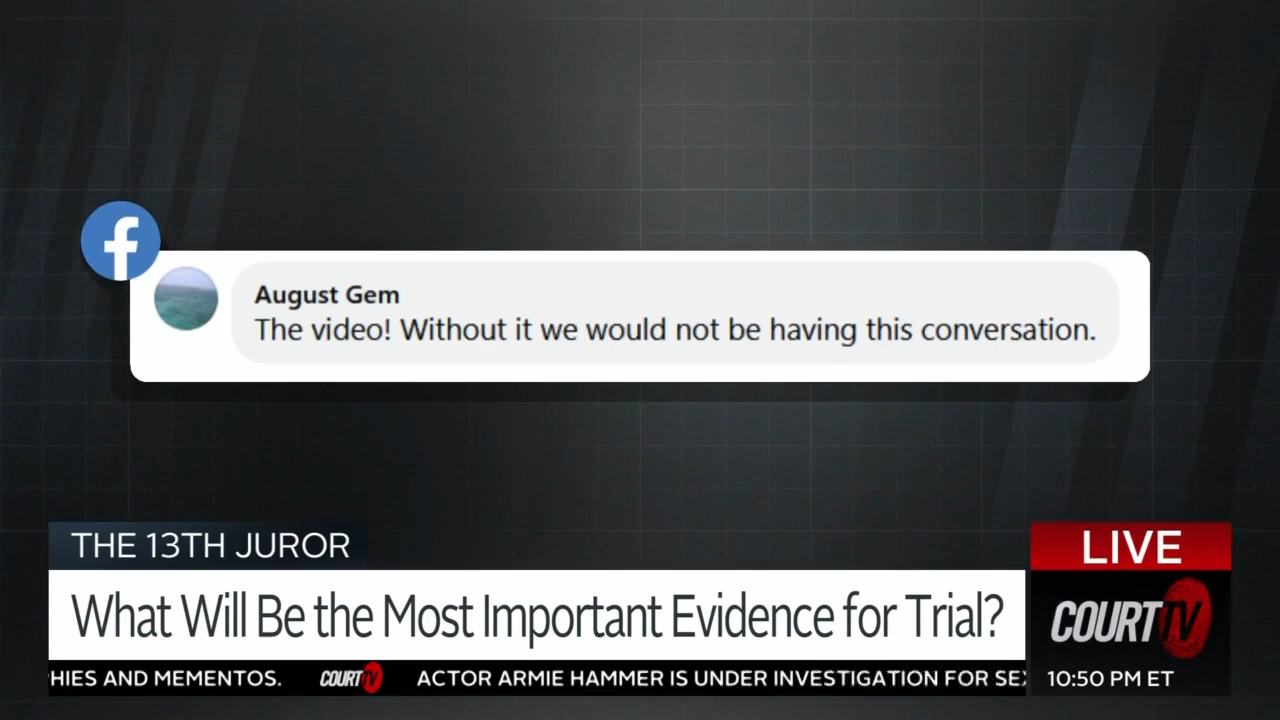 f
August Gem
The video! Without it we would not be having this conversation.
THE 13TH JUROR
What Will Be the Most Important Evidence for Trial?
LIVE
COURT TV
HIES AND MEMENTOS. COURT TV ACTOR ARMIE HAMMER IS UNDER INVESTIGATION FOR SEX
10:50 PM ET